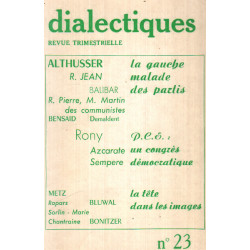 dialectiques
REVUE TRIMESTRIELLE
ALTHUSSER la gauche
R. JEAN malade
BALIBAR des partis
R. Pierre, M. Martin
des communistes
BENSAID Demaldent
Rony P.C.E. :
Azcarate un congrès
Sempere démocratique
METZ la tête
Ropars BLUWAL dans les images
Sorlin - Marie
Chantraine BONITZER
n° 23